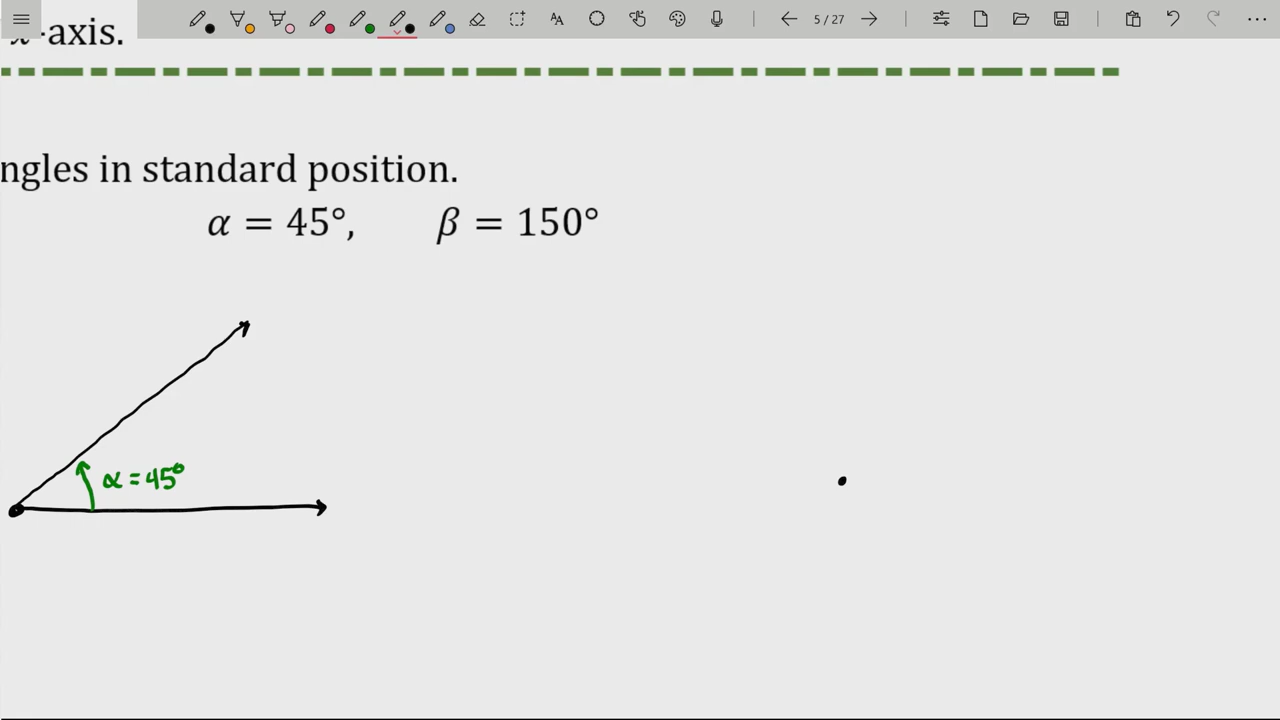 5 / 27
x-axis.
ngles in standard position.
α = 45°, β = 150°
α = 45°